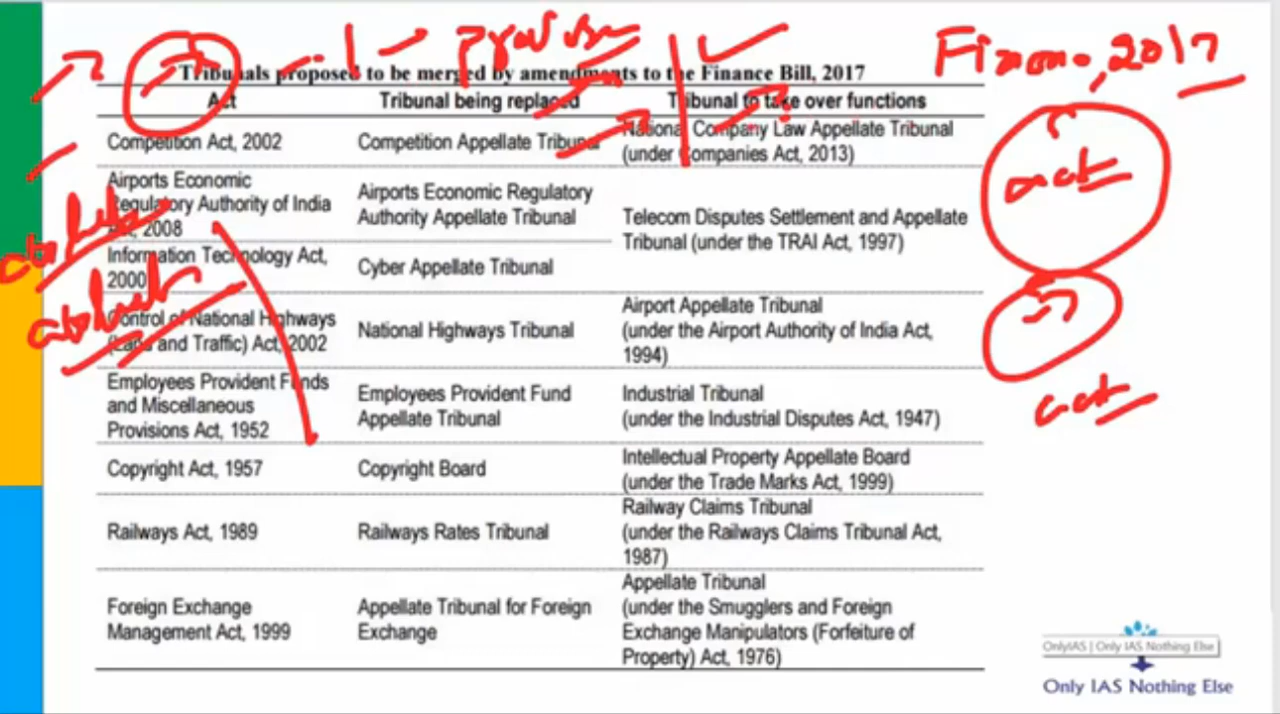 Finance, 2017
Tribunals proposed to be merged by amendments to the Finance Bill, 2017
Act Tribunal being replaced Tribunal to take over functions
Competition Act, 2002 Competition Appellate Tribunal National Company Law Appellate Tribunal
(under Companies Act, 2013)
Airports Economic
Regulatory Authority of India
Act, 2008
Airports Economic Regulatory
Authority Appellate Tribunal
Telecom Disputes Settlement and Appellate
Tribunal (under the TRAI Act, 1997)
Information Technology Act,
2000
Cyber Appellate Tribunal
Control of National Highways
(Land and Traffic) Act, 2002
National Highways Tribunal
Airport Appellate Tribunal
(under the Airport Authority of India Act,
1994)
Employees Provident Funds
and Miscellaneous
Provisions Act, 1952
Employees Provident Fund
Appellate Tribunal
Industrial Tribunal
(under the Industrial Disputes Act, 1947)
Copyright Act, 1957 Copyright Board
Intellectual Property Appellate Board
(under the Trade Marks Act, 1999)
Railways Act, 1989 Railways Rates Tribunal
Railway Claims Tribunal
(under the Railways Claims Tribunal Act,
1987)
Foreign Exchange
Management Act, 1999
Appellate Tribunal for Foreign
Exchange
Appellate Tribunal
(under the Smugglers and Foreign
Exchange Manipulators (Forfeiture of
Property) Act, 1976)
act
act
OnlyIAS | Only IAS Nothing Else
Only IAS Nothing Else